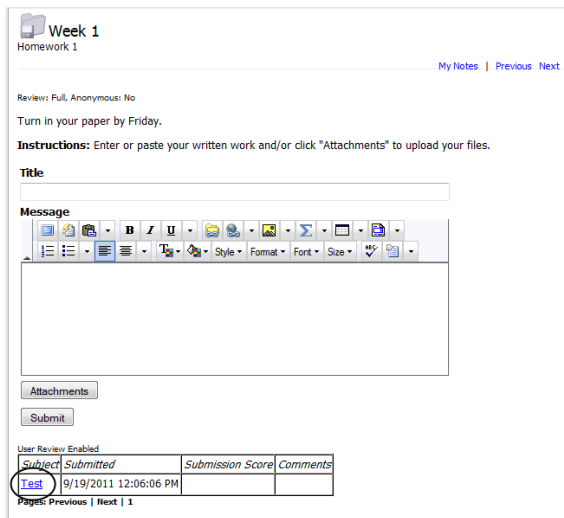 Week 1
Homework 1
My Notes | Previous Next
Review: Full, Anonymous: No
Turn in your paper by Friday.
Instructions: Enter or paste your written work and/or click "Attachments" to upload your files.
Title
Message
B I U Σ
T Style Format Font Size ABC
Attachments
Submit
User Review Enabled
Subject Submitted Submission Score Comments
Test 9/19/2011 12:06:06 PM
Pages: Previous | Next | 1